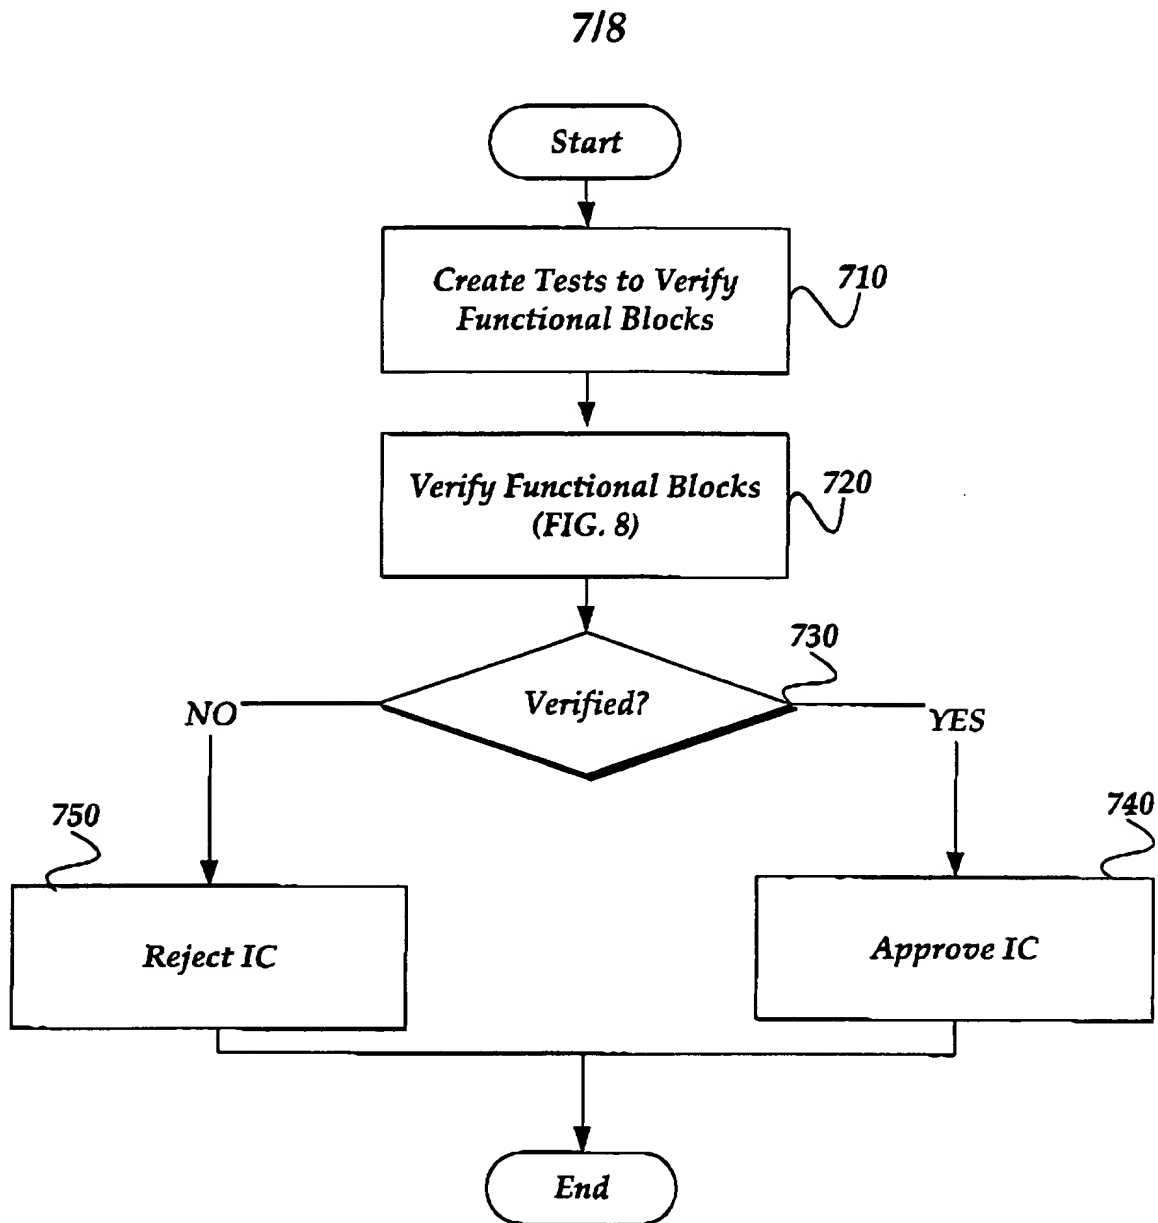 7/8
Start
Create Tests to Verify
Functional Blocks
710
Verify Functional Blocks
(FIG. 8)
720
730
Verified?
NO
YES
750
740
Reject IC
Approve IC
End